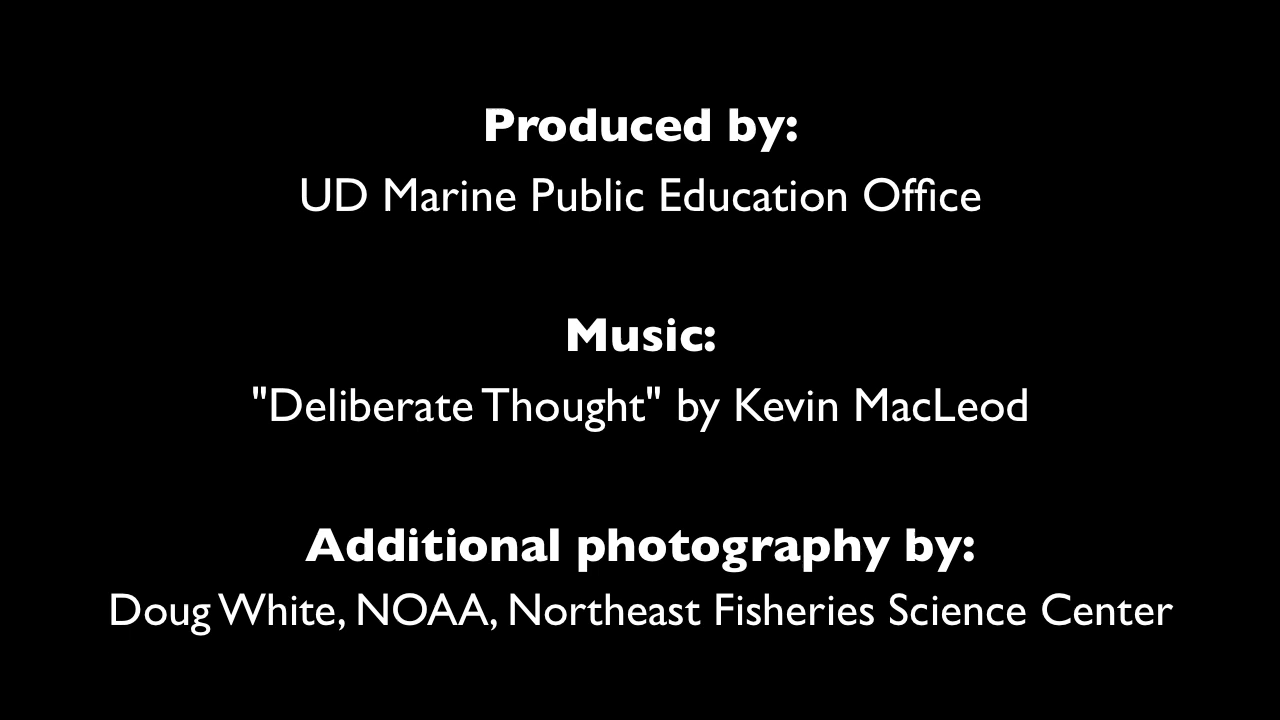 Produced by:
UD Marine Public Education Office
Music:
"Deliberate Thought" by Kevin MacLeod
Additional photography by:
Doug White, NOAA, Northeast Fisheries Science Center